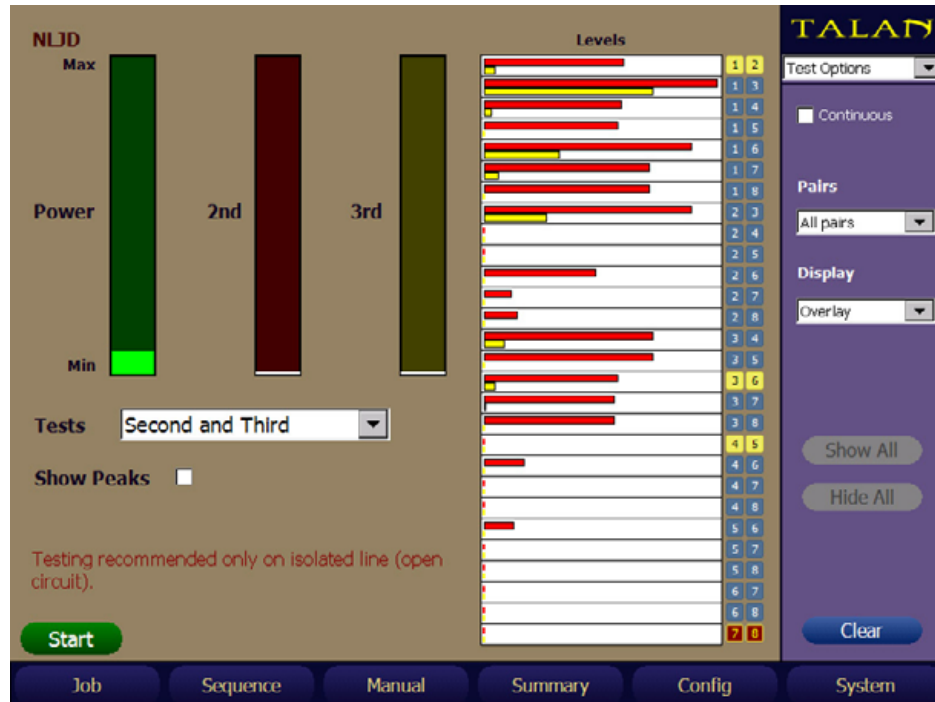 NLJD
Max
Power
Min
2nd
3rd
Tests
Second and Third
Show Peaks
Testing recommended only on isolated line (open
circuit).
Start
Levels
1 2
1 3
1 4
1 5
1 6
1 7
1 8
2 3
2 4
2 5
2 6
2 7
2 8
3 4
3 5
3 6
3 7
3 8
4 5
4 6
4 7
4 8
5 6
5 7
5 8
6 7
6 8
7 8
TALAN
Test Options
Continuous
Pairs
All pairs
Display
Overlay
Show All
Hide All
Clear
Job
Sequence
Manual
Summary
Config
System